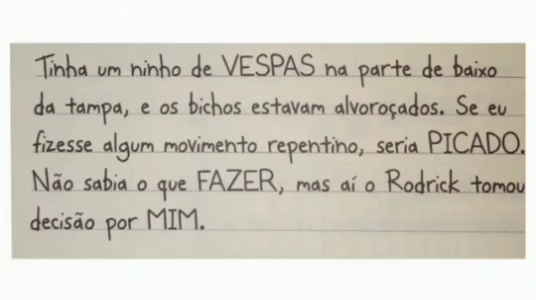 Tinha um ninho de VESPAS na parte de baixo
da tampa, e os bichos estavam alvoroçados. Se eu
fizesse algum movimento repentino, seria PICADO.
Não sabia o que FAZER, mas aí o Rodrick tomou
decisão por MIM.